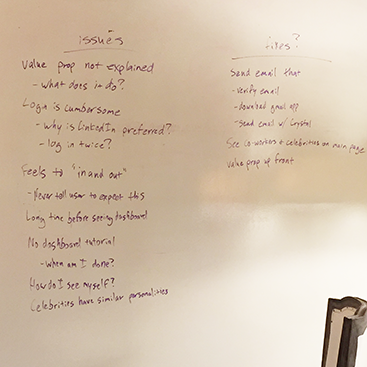 issues
Value prop not explained
- what does it do?
Login is cumbersome
- why is LinkedIn preferred?
- log in twice?
Feels to "in and out"
- Never tell user to expect this
Long time before seeing dashboard
No dashboard tutorial
- when am I done?
How do I see myself?
Celebrities have similar personalities
fixes?
Send email that
- verify email
- download gmail app
- send email w/ Crystal
See co-workers + celebrities on main page
Value prop up front